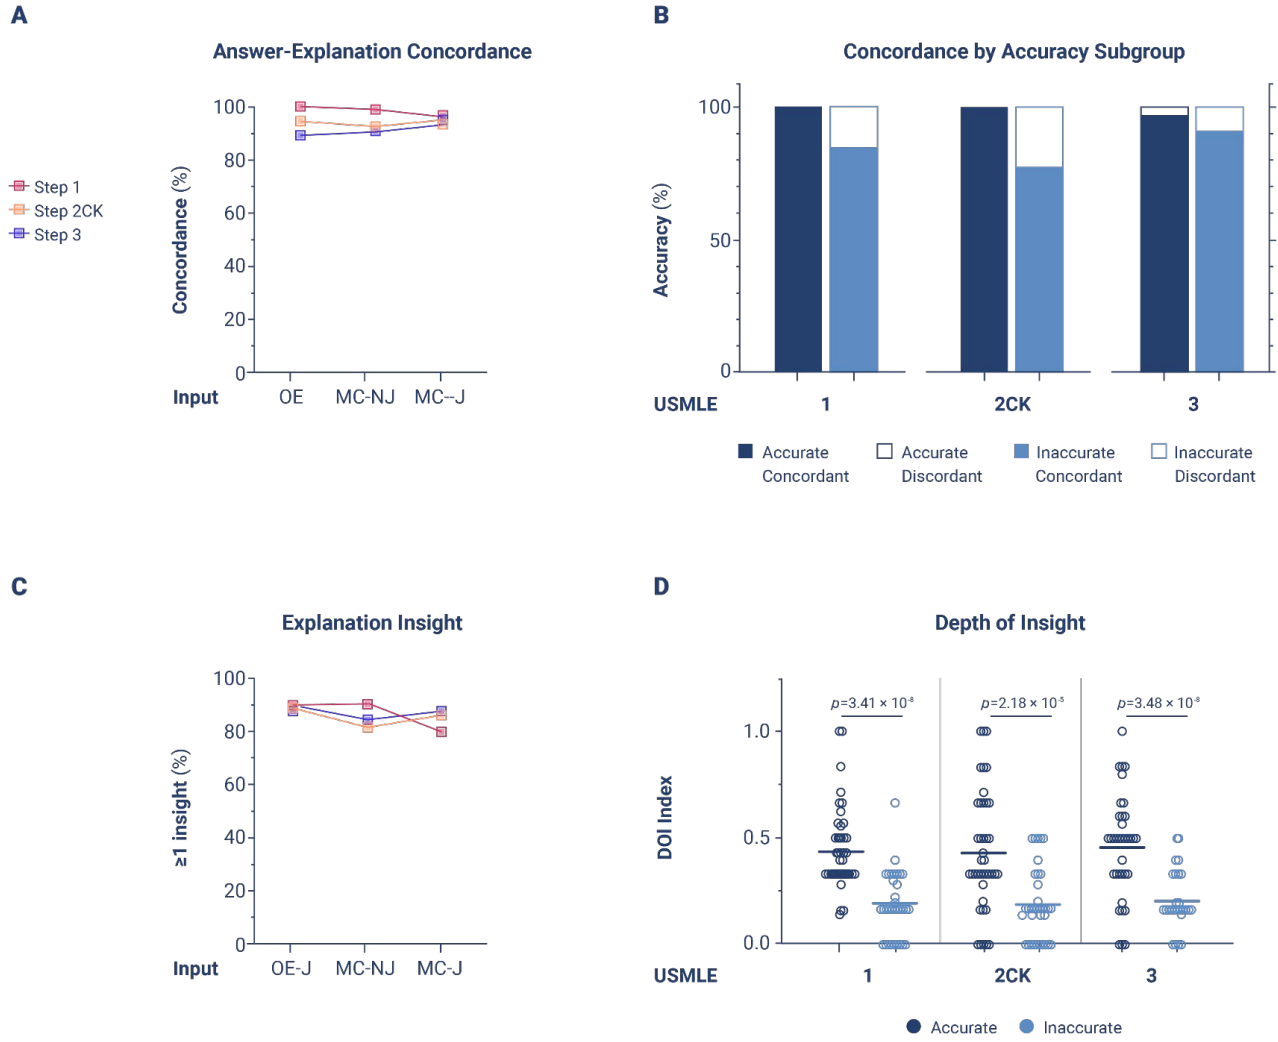 A
Answer-Explanation Concordance
Step 1
Step 2CK
Step 3
Concordance (%)
100
80
60
40
20
0
Input OE MC-NJ MC--J
B
Concordance by Accuracy Subgroup
Accuracy (%)
100
50
0
USMLE 1 2CK 3
Accurate Concordant
Accurate Discordant
Inaccurate Concordant
Inaccurate Discordant
C
Explanation Insight
≥1 insight (%)
100
80
60
40
20
0
Input OE-J MC-NJ MC-J
D
Depth of Insight
p=3.41 × 10-8 p=2.18 × 10-5 p=3.48 × 10-8
DOI Index
1.0
0.5
0.0
USMLE 1 2CK 3
Accurate Inaccurate